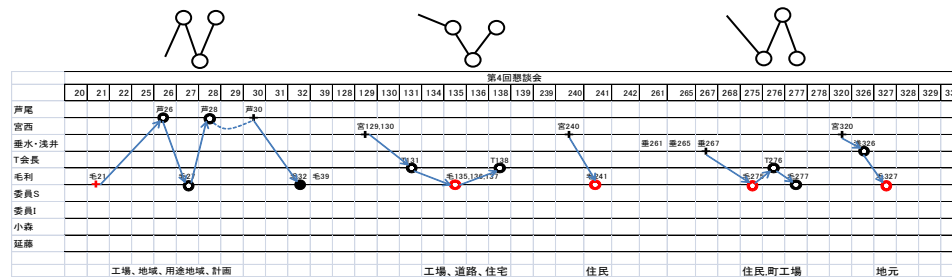 第4回懇談会
20 21 22 25 26 27 28 29 30 31 32 39 128 129 130 131 134 135 136 138 139 239 240 241 242 261 265 267 268 275 276 277 278 320 326 327 328 329
芦尾 芦26 芦28 芦30
宮西 宮129,130 宮240 宮320
垂水・浅井 垂261 垂265 垂267 浅326
T会長 T131 T138 T276
毛利 毛21 毛27 毛32 毛39 毛135,136,137 毛241 毛275 毛277 毛327
委員S
委員I
小森
延藤
工場、地域、用途地域、計画 工場、道路、住宅 住民 住民,町工場 地元